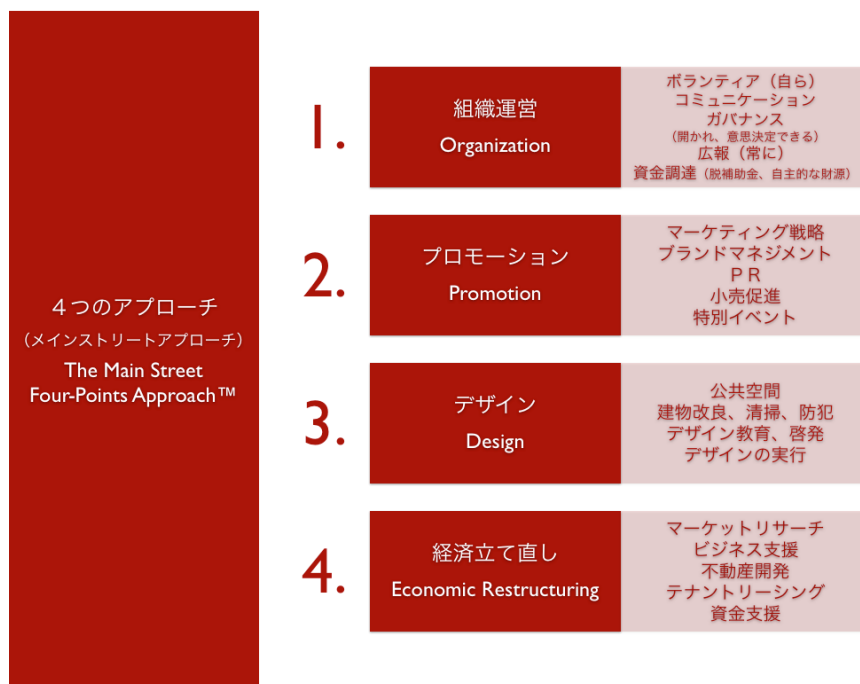 4つのアプローチ
（メインストリートアプローチ）
The Main Street
Four-Points Approach™
1.
組織運営
Organization
ボランティア（自ら）
コミュニケーション
ガバナンス
（開かれ、意思決定できる）
広報（常に）
資金調達（脱補助金、自主的な財源）
2.
プロモーション
Promotion
マーケティング戦略
ブランドマネジメント
ＰＲ
小売促進
特別イベント
3.
デザイン
Design
公共空間
建物改良、清掃、防犯
デザイン教育、啓発
デザインの実行
4.
経済立て直し
Economic Restructuring
マーケットリサーチ
ビジネス支援
不動産開発
テナントリーシング
資金支援